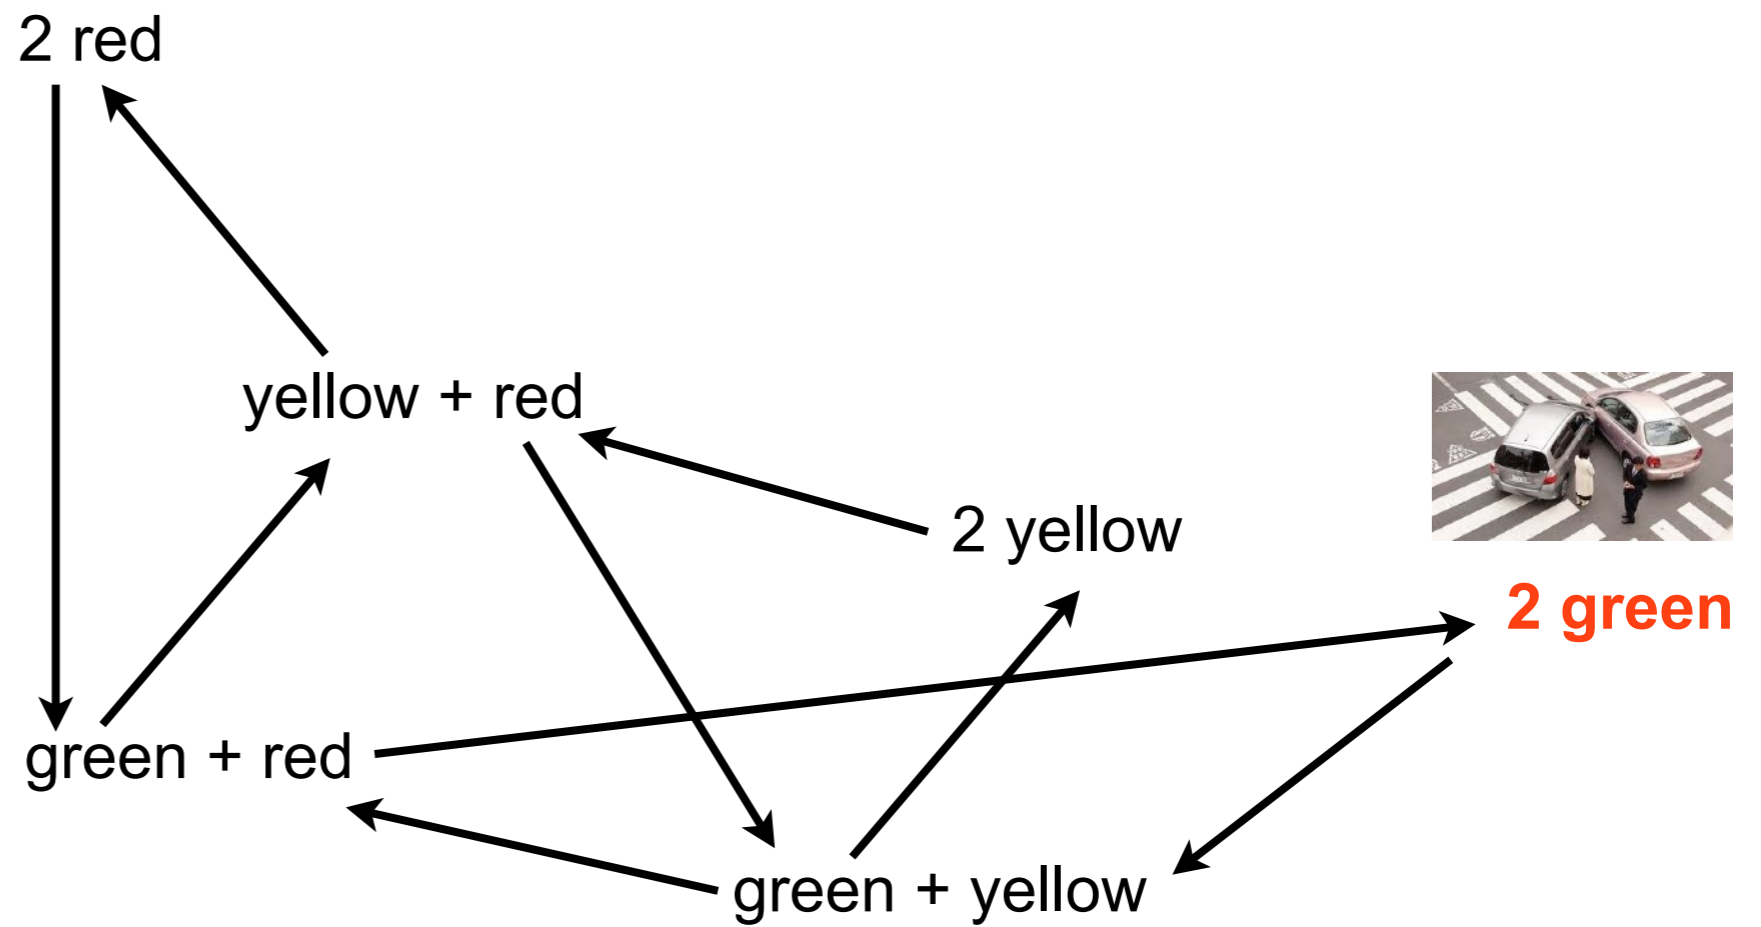 2 red
yellow + red
2 yellow
2 green
green + red
green + yellow